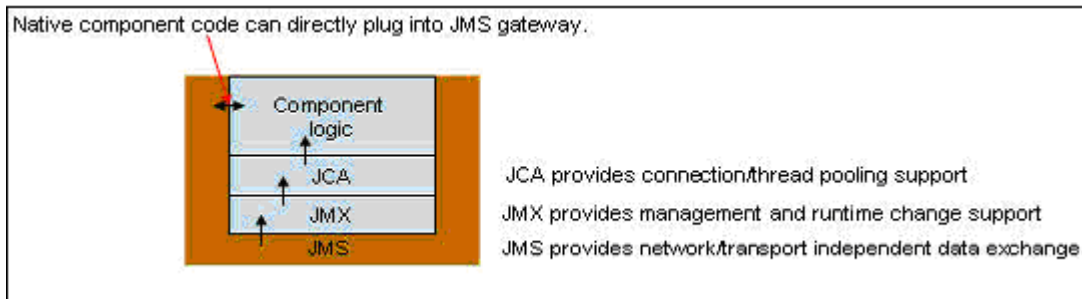 Native component code can directly plug into JMS gateway.
Component
logic
JCA
JCA provides connection/thread pooling support
JMX
JMX provides management and runtime change support
JMS
JMS provides network/transport independent data exchange